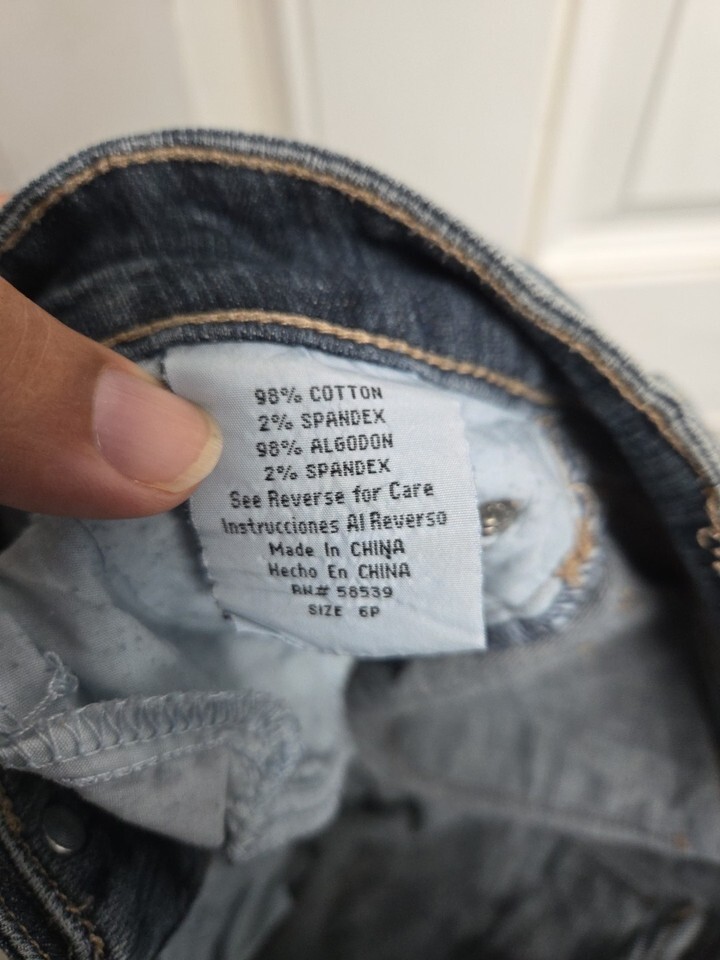 98% COTTON
2% SPANDEX
98% ALGODON
2% SPANDEX
See Reverse for Care
Instrucciones Al Reverso
Made In CHINA
Hecho En CHINA
RN# 58539
SIZE 6P